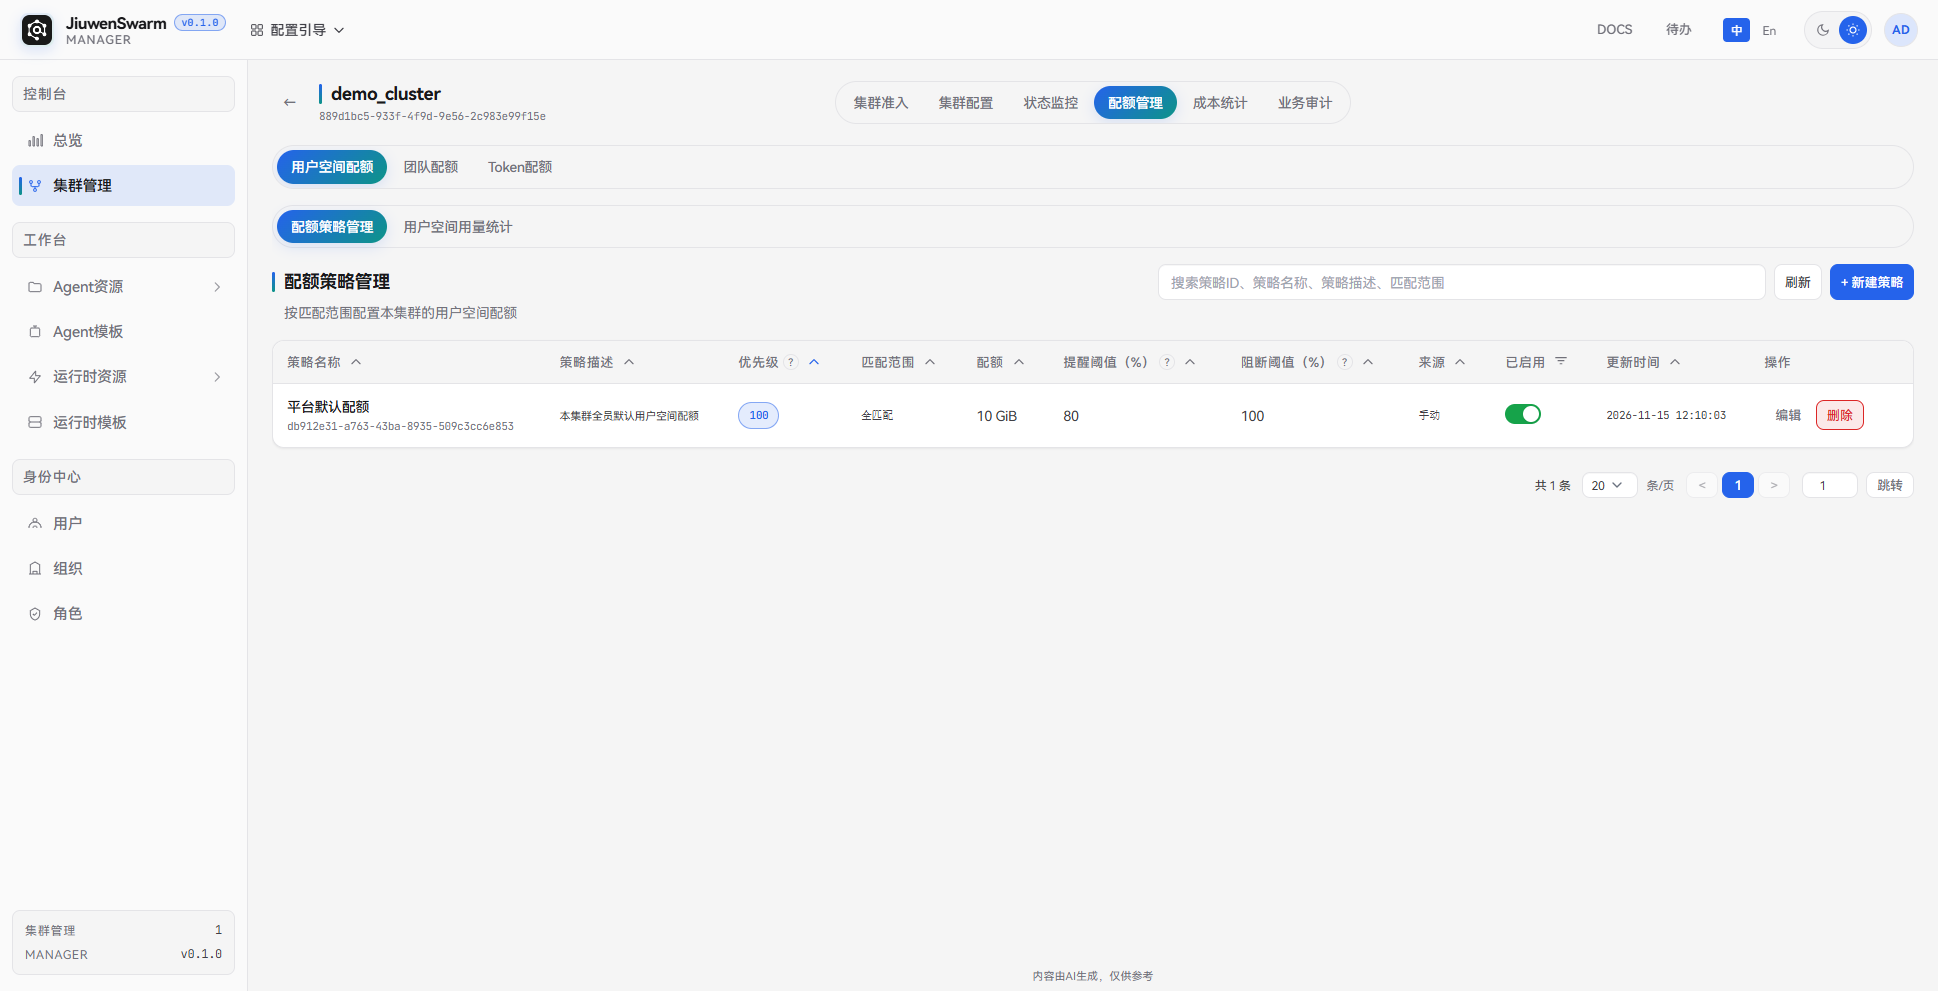 JiuwenSwarm v0.1.0
MANAGER
配置引导
DOCS 待办 中 En AD
控制台
总览
集群管理
工作台
Agent资源
Agent模板
运行时资源
运行时模板
身份中心
用户
组织
角色
集群管理 1
MANAGER v0.1.0
← demo_cluster
889d1bc5-933f-4f9d-9e56-2c983e99f15e
集群准入 集群配置 状态监控 配额管理 成本统计 业务审计
用户空间配额 团队配额 Token配额
配额策略管理 用户空间用量统计
配额策略管理
按匹配范围配置本集群的用户空间配额
搜索策略ID、策略名称、策略描述、匹配范围 刷新 + 新建策略
策略名称 策略描述 优先级 ? 匹配范围 配额 提醒阈值（%） ? 阻断阈值（%） ? 来源 已启用 更新时间 操作
平台默认配额
db912e31-a763-43ba-8935-509c3cc6e853
本集群全员默认用户空间配额 100 全匹配 10 GiB 80 100 手动 2026-11-15 12:10:03 编辑 删除
共 1 条 20 条/页 < 1 > 1 跳转
内容由AI生成，仅供参考